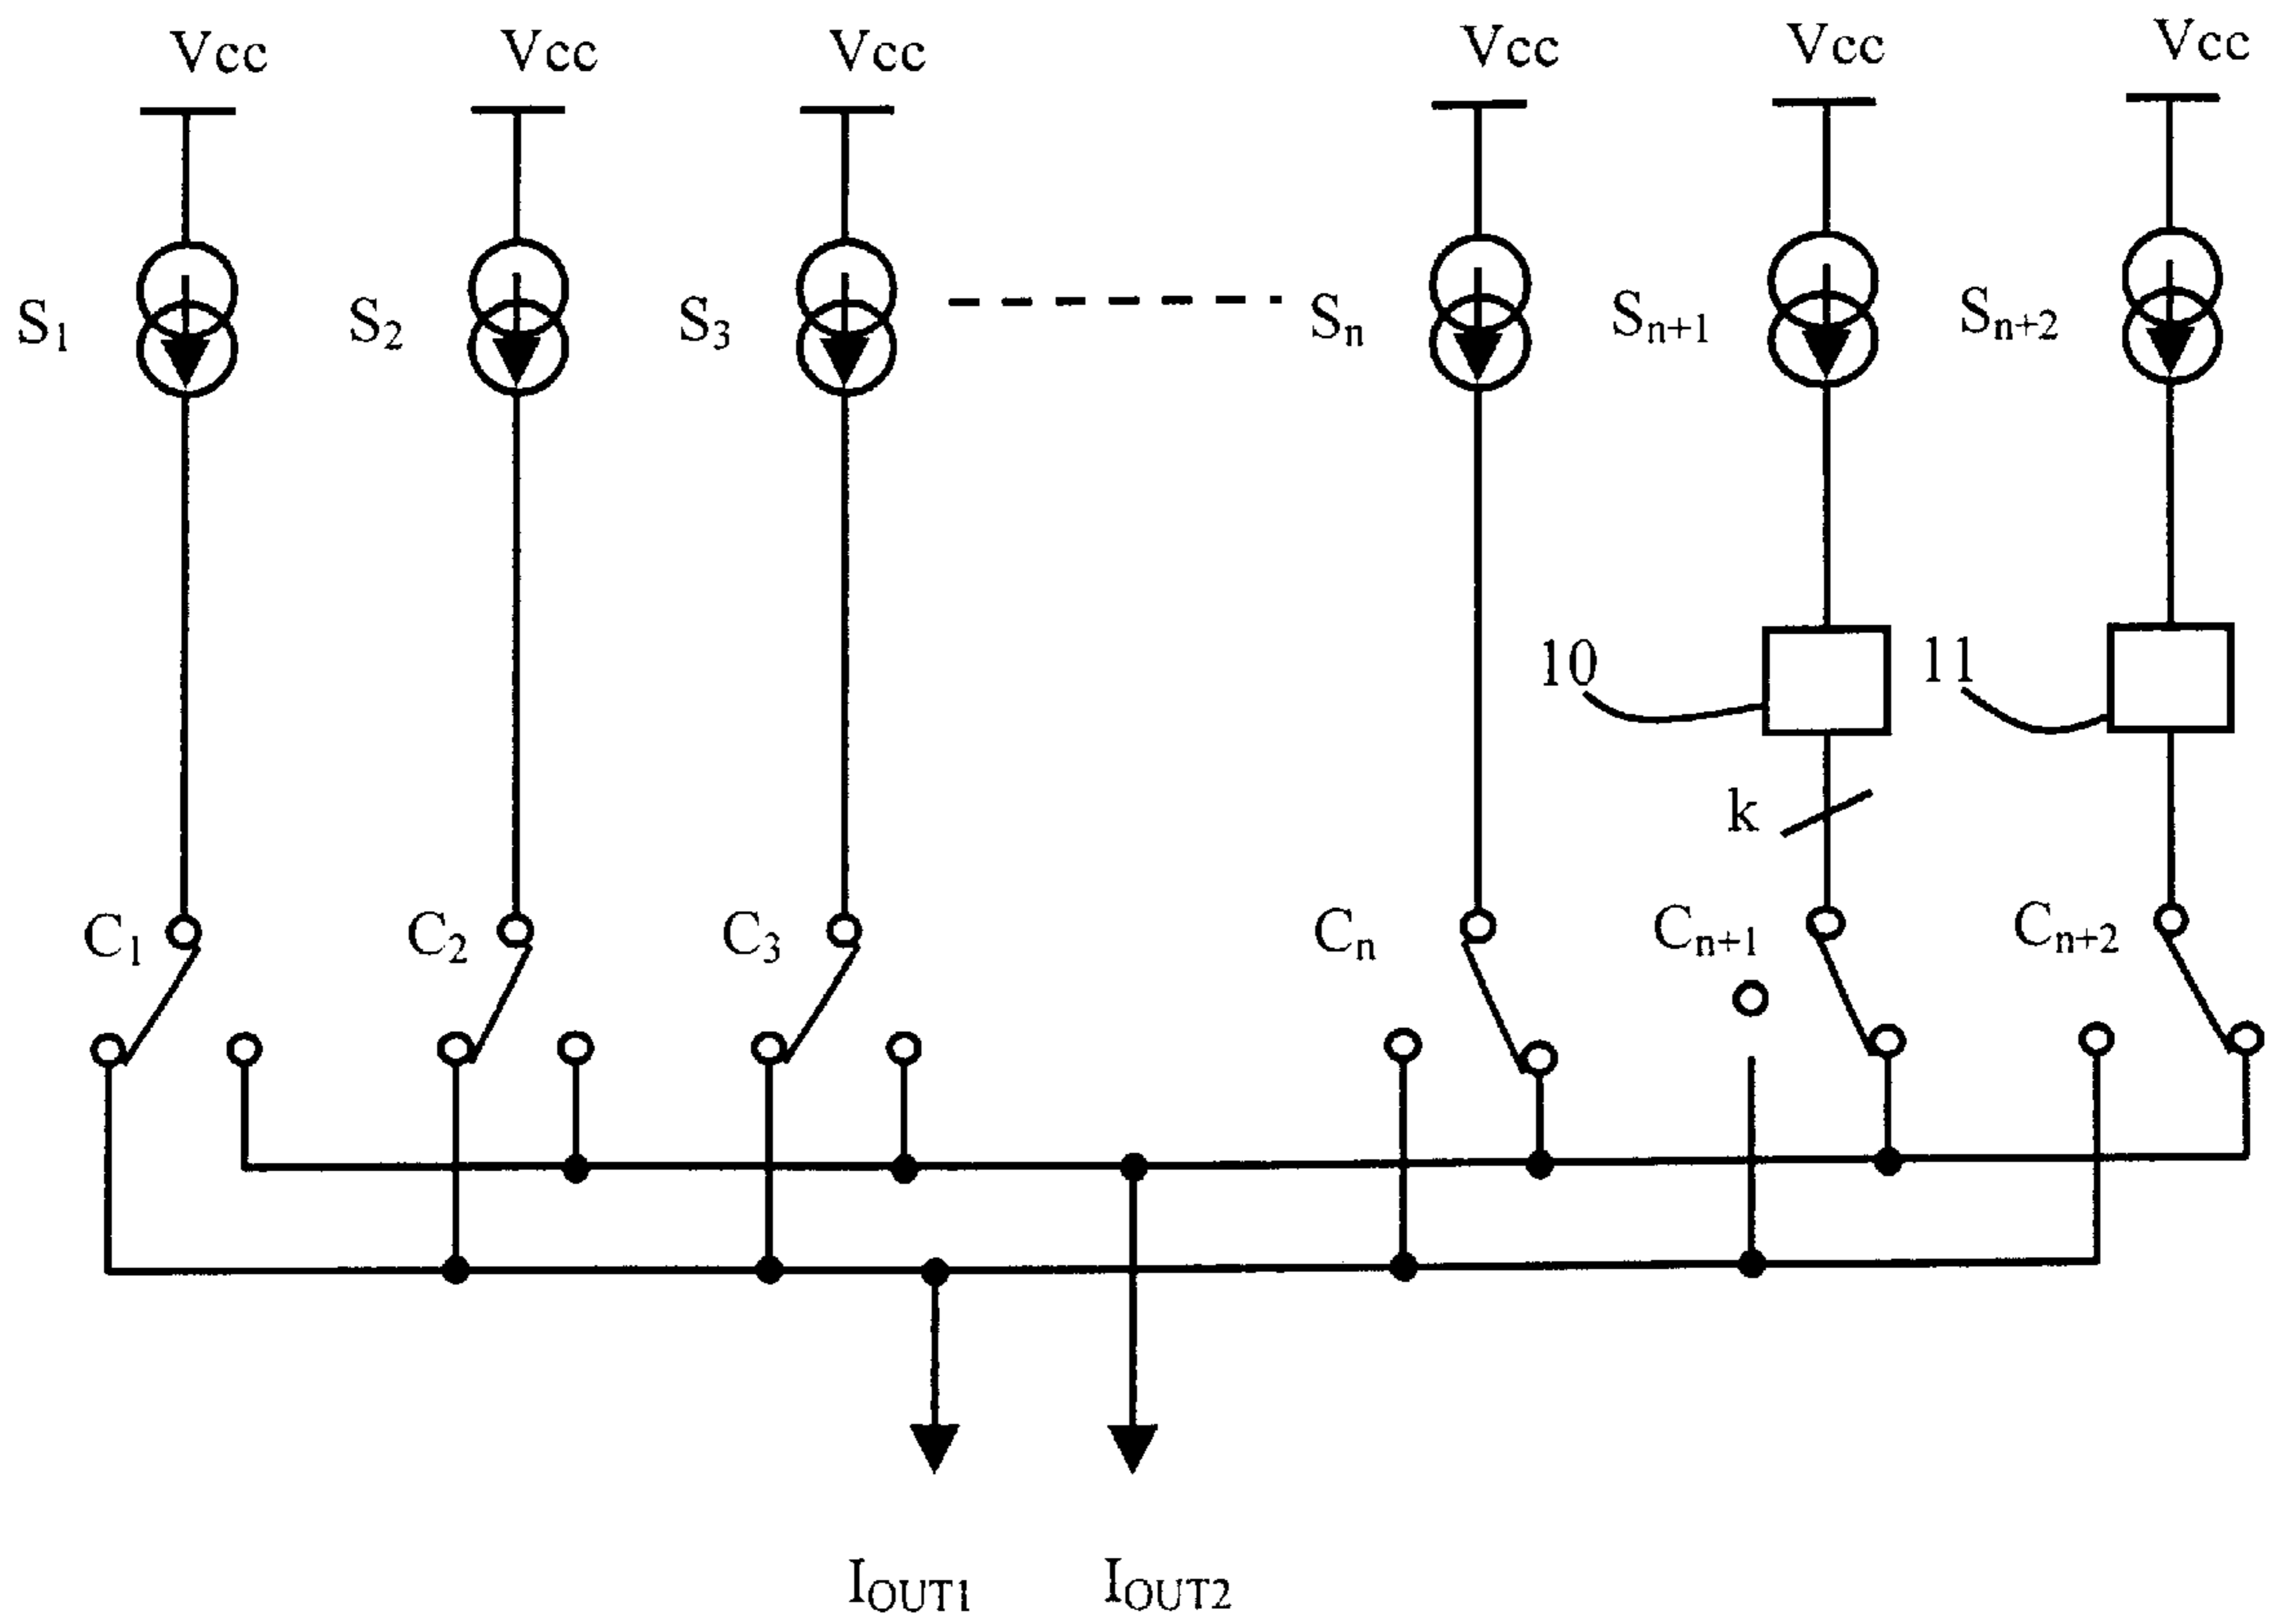 Vcc Vcc Vcc Vcc Vcc Vcc
S1 S2 S3 Sn Sn+1 Sn+2
10 11
k
C1 C2 C3 Cn Cn+1 Cn+2
IOUT1 IOUT2